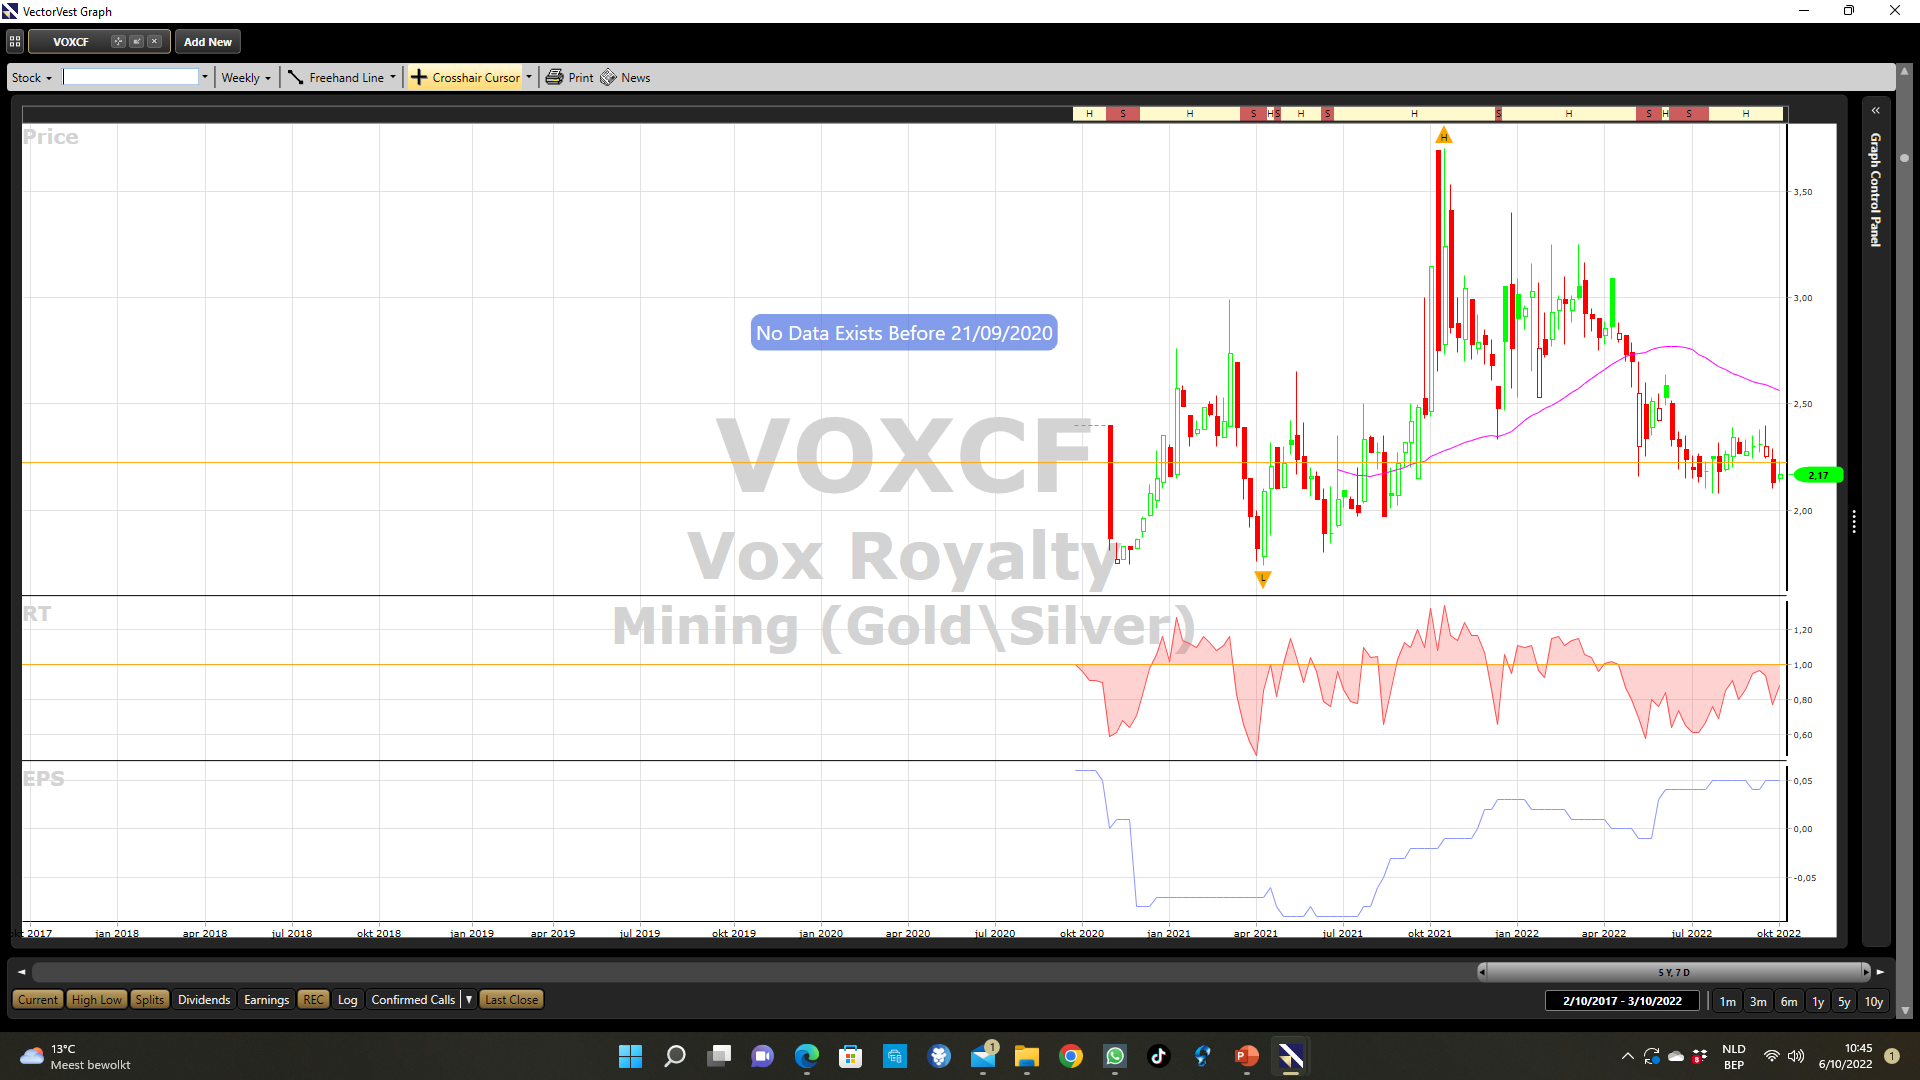 VectorVest Graph
VOXCF
Add New
Stock
Weekly
Freehand Line
Crosshair Cursor
Print
News
H S H S H S H S H S H S H S H
Price
H
3,50
3,00
No Data Exists Before 21/09/2020
2,50
VOXCF
2,17
2,00
Vox Royalty
L
RT
Mining (Gold\Silver)
1,20
1,00
0,80
0,60
EPS
0,05
0,00
-0,05
okt 2017 jan 2018 apr 2018 jul 2018 okt 2018 jan 2019 apr 2019 jul 2019 okt 2019 jan 2020 apr 2020 jul 2020 okt 2020 jan 2021 apr 2021 jul 2021 okt 2021 jan 2022 apr 2022 jul 2022 okt 2022
Graph Control Panel
5 Y, 7 D
Current High Low Splits Dividends Earnings REC Log Confirmed Calls Last Close
2/10/2017 - 3/10/2022
1m 3m 6m 1y 5y 10y
13°C
Meest bewolkt
1
8
NLD
BEP
10:45
6/10/2022
1